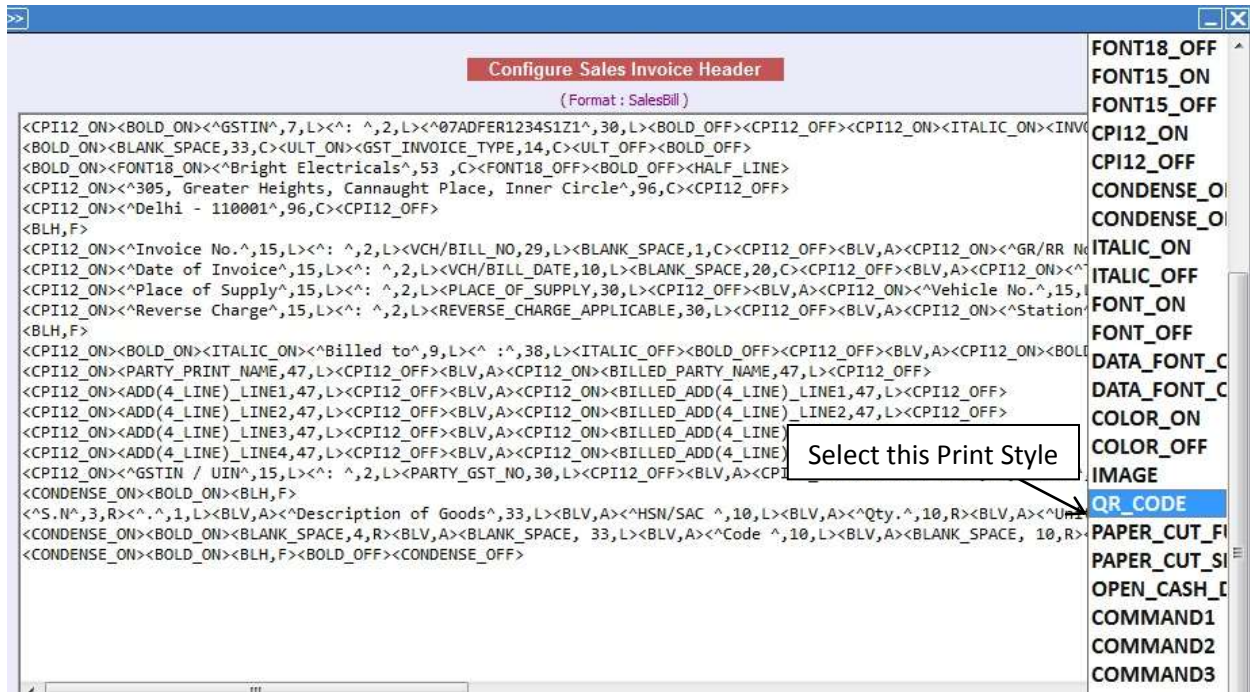 >>
Configure Sales Invoice Header
( Format : SalesBill )
<CPI12_ON><BOLD_ON><^GSTIN^,7,L><^: ^,2,L><^07ADFER1234S1Z1^,30,L><BOLD_OFF><CPI12_OFF><CPI12_ON><ITALIC_ON><INVO
<BOLD_ON><BLANK_SPACE,33,C><ULT_ON><GST_INVOICE_TYPE,14,C><ULT_OFF><BOLD_OFF>
<BOLD_ON><FONT18_ON><^Bright Electricals^,53 ,C><FONT18_OFF><BOLD_OFF><HALF_LINE>
<CPI12_ON><^305, Greater Heights, Cannaught Place, Inner Circle^,96,C><CPI12_OFF>
<CPI12_ON><^Delhi - 110001^,96,C><CPI12_OFF>
<BLH,F>
<CPI12_ON><^Invoice No.^,15,L><^: ^,2,L><VCH/BILL_NO,29,L><BLANK_SPACE,1,C><CPI12_OFF><BLV,A><CPI12_ON><^GR/RR No
<CPI12_ON><^Date of Invoice^,15,L><^: ^,2,L><VCH/BILL_DATE,10,L><BLANK_SPACE,20,C><CPI12_OFF><BLV,A><CPI12_ON><^T
<CPI12_ON><^Place of Supply^,15,L><^: ^,2,L><PLACE_OF_SUPPLY,30,L><CPI12_OFF><BLV,A><CPI12_ON><^Vehicle No.^,15,L
<CPI12_ON><^Reverse Charge^,15,L><^: ^,2,L><REVERSE_CHARGE_APPLICABLE,30,L><CPI12_OFF><BLV,A><CPI12_ON><^Station^
<BLH,F>
<CPI12_ON><BOLD_ON><ITALIC_ON><^Billed to^,9,L><^ :^,38,L><ITALIC_OFF><BOLD_OFF><CPI12_OFF><BLV,A><CPI12_ON><BOLD
<CPI12_ON><PARTY_PRINT_NAME,47,L><CPI12_OFF><BLV,A><CPI12_ON><BILLED_PARTY_NAME,47,L><CPI12_OFF>
<CPI12_ON><ADD(4_LINE)_LINE1,47,L><CPI12_OFF><BLV,A><CPI12_ON><BILLED_ADD(4_LINE)_LINE1,47,L><CPI12_OFF>
<CPI12_ON><ADD(4_LINE)_LINE2,47,L><CPI12_OFF><BLV,A><CPI12_ON><BILLED_ADD(4_LINE)_LINE2,47,L><CPI12_OFF>
<CPI12_ON><ADD(4_LINE)_LINE3,47,L><CPI12_OFF><BLV,A><CPI12_ON><BILLED_ADD(4_LINE)
<CPI12_ON><ADD(4_LINE)_LINE4,47,L><CPI12_OFF><BLV,A><CPI12_ON><BILLED_ADD(4_LINE)
<CPI12_ON><^GSTIN / UIN^,15,L><^: ^,2,L><PARTY_GST_NO,30,L><CPI12_OFF><BLV,A><CPI
<CONDENSE_ON><BOLD_ON><BLH,F>
<^S.N^,3,R><^.^,1,L><BLV,A><^Description of Goods^,33,L><BLV,A><^HSN/SAC ^,10,L><BLV,A><^Qty.^,10,R><BLV,A><^Uni
<CONDENSE_ON><BOLD_ON><BLANK_SPACE,4,R><BLV,A><BLANK_SPACE, 33,L><BLV,A><^Code ^,10,L><BLV,A><BLANK_SPACE, 10,R><
<CONDENSE_ON><BOLD_ON><BLH,F><BOLD_OFF><CONDENSE_OFF>
Select this Print Style
FONT18_OFF
FONT15_ON
FONT15_OFF
CPI12_ON
CPI12_OFF
CONDENSE_O
CONDENSE_O
ITALIC_ON
ITALIC_OFF
FONT_ON
FONT_OFF
DATA_FONT_C
DATA_FONT_C
COLOR_ON
COLOR_OFF
IMAGE
QR_CODE
PAPER_CUT_FU
PAPER_CUT_S
OPEN_CASH_D
COMMAND1
COMMAND2
COMMAND3